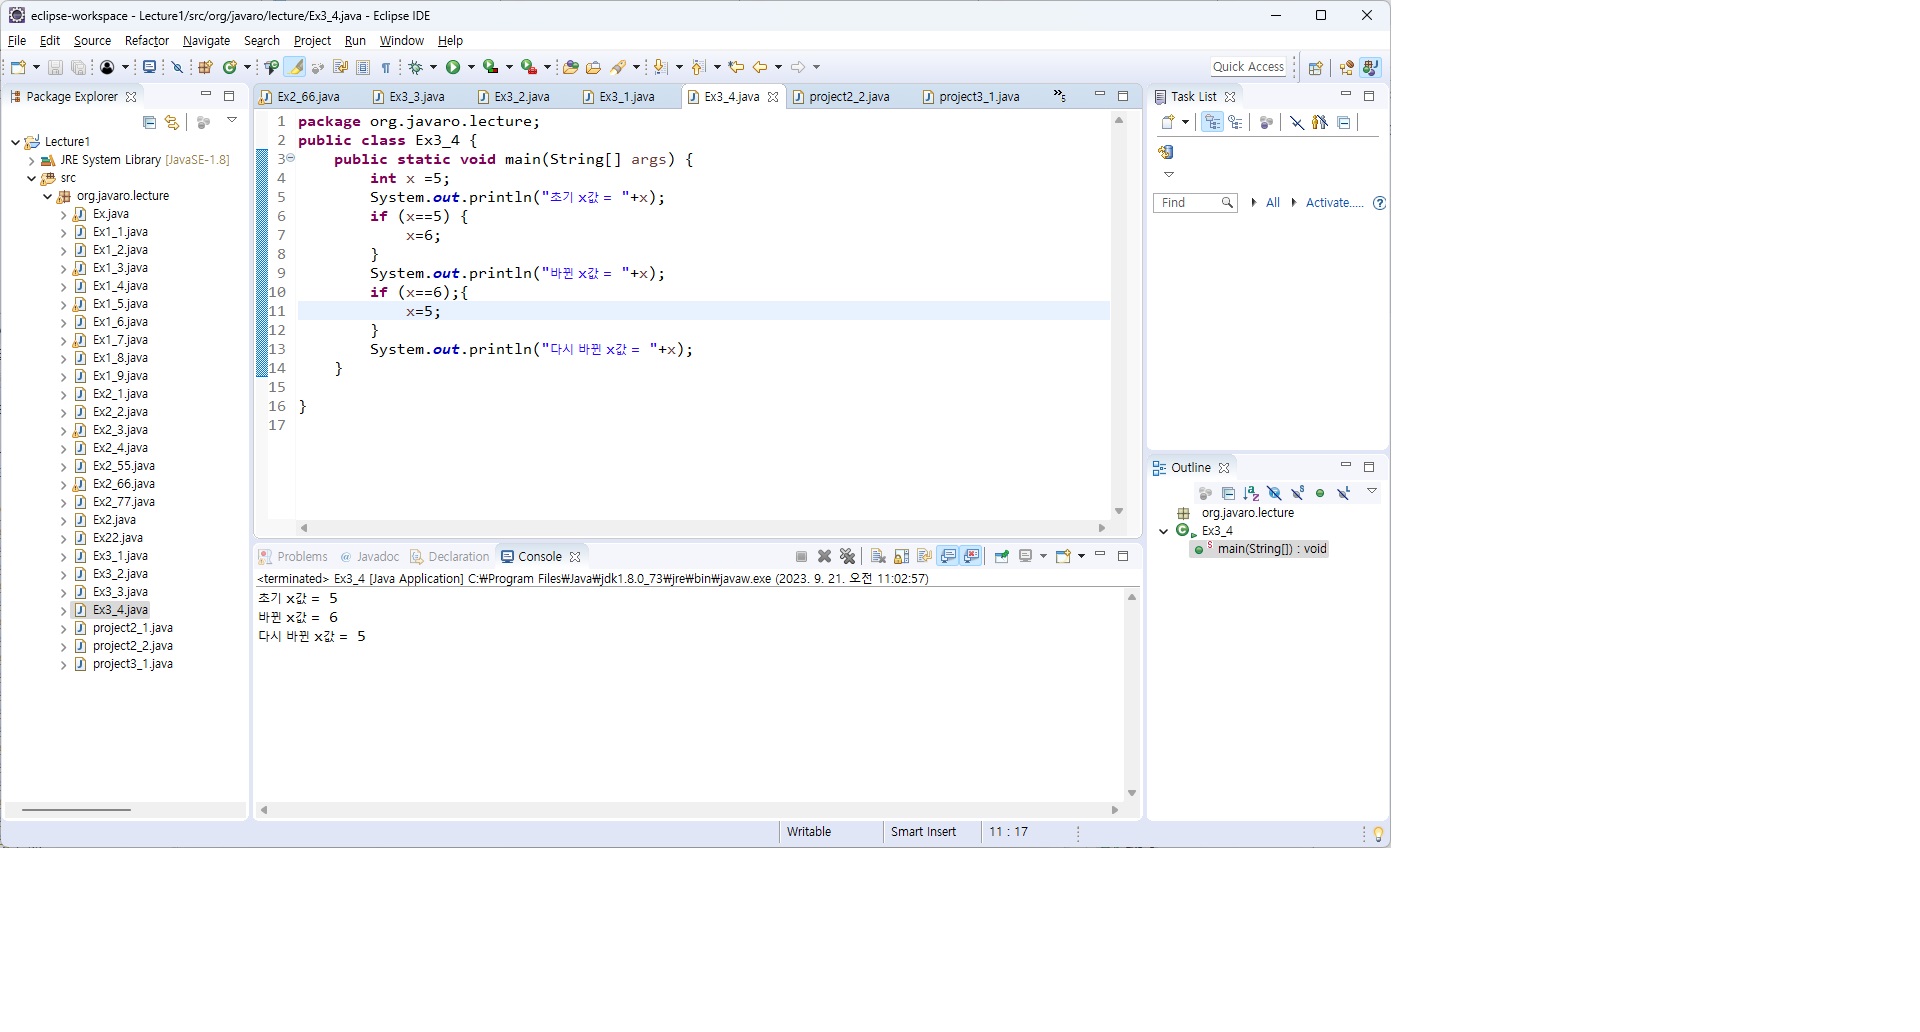 eclipse-workspace - Lecture1/src/org/javaro/lecture/Ex3_4.java - Eclipse IDE
File Edit Source Refactor Navigate Search Project Run Window Help
Quick Access
Package Explorer
Lecture1
JRE System Library [JavaSE-1.8]
src
org.javaro.lecture
Ex.java
Ex1_1.java
Ex1_2.java
Ex1_3.java
Ex1_4.java
Ex1_5.java
Ex1_6.java
Ex1_7.java
Ex1_8.java
Ex1_9.java
Ex2_1.java
Ex2_2.java
Ex2_3.java
Ex2_4.java
Ex2_55.java
Ex2_66.java
Ex2_77.java
Ex2.java
Ex22.java
Ex3_1.java
Ex3_2.java
Ex3_3.java
Ex3_4.java
project2_1.java
project2_2.java
project3_1.java
Ex2_66.java Ex3_3.java Ex3_2.java Ex3_1.java Ex3_4.java project2_2.java project3_1.java »5
1 package org.javaro.lecture;
2 public class Ex3_4 {
3 public static void main(String[] args) {
4 int x =5;
5 System.out.println("초기 x값 = "+x);
6 if (x==5) {
7 x=6;
8 }
9 System.out.println("바뀐 x값 = "+x);
10 if (x==6);{
11 x=5;
12 }
13 System.out.println("다시 바뀐 x값 = "+x);
14 }
15
16 }
17
Problems @ Javadoc Declaration Console
<terminated> Ex3_4 [Java Application] C:₩Program Files₩Java₩jdk1.8.0_73₩jre₩bin₩javaw.exe (2023. 9. 21. 오전 11:02:57)
초기 x값 = 5
바뀐 x값 = 6
다시 바뀐 x값 = 5
Task List
Find All Activate.....
Outline
org.javaro.lecture
Ex3_4
main(String[]) : void
Writable Smart Insert 11 : 17